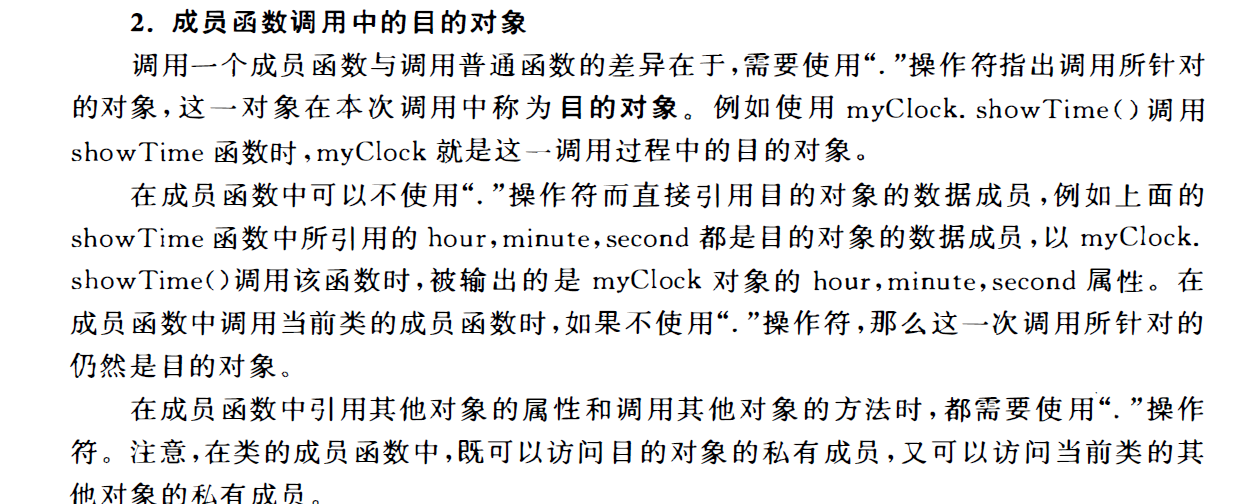 2. 成员函数调用中的目的对象
调用一个成员函数与调用普通函数的差异在于,需要使用“.”操作符指出调用所针对
的对象,这一对象在本次调用中称为目的对象。例如使用 myClock. showTime()调用
showTime 函数时,myClock 就是这一调用过程中的目的对象。
在成员函数中可以不使用“.”操作符而直接引用目的对象的数据成员,例如上面的
showTime 函数中所引用的 hour,minute,second 都是目的对象的数据成员,以 myClock.
showTime()调用该函数时,被输出的是 myClock 对象的 hour,minute,second 属性。在
成员函数中调用当前类的成员函数时,如果不使用“.”操作符,那么这一次调用所针对的
仍然是目的对象。
在成员函数中引用其他对象的属性和调用其他对象的方法时,都需要使用“.”操作
符。注意,在类的成员函数中,既可以访问目的对象的私有成员,又可以访问当前类的其
他对象的私有成员。